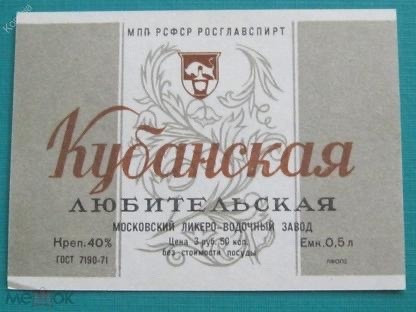 МПП РСФСР РОСГЛАВСПИРТ
Кубанская
ЛЮБИТЕЛЬСКАЯ
МОСКОВСКИЙ ЛИКЕРО-ВОДОЧНЫЙ ЗАВОД
Креп. 40% Цена 3 руб. 50 коп. Емк. 0,5 л
ГОСТ 7190-71 без стоимости посуды